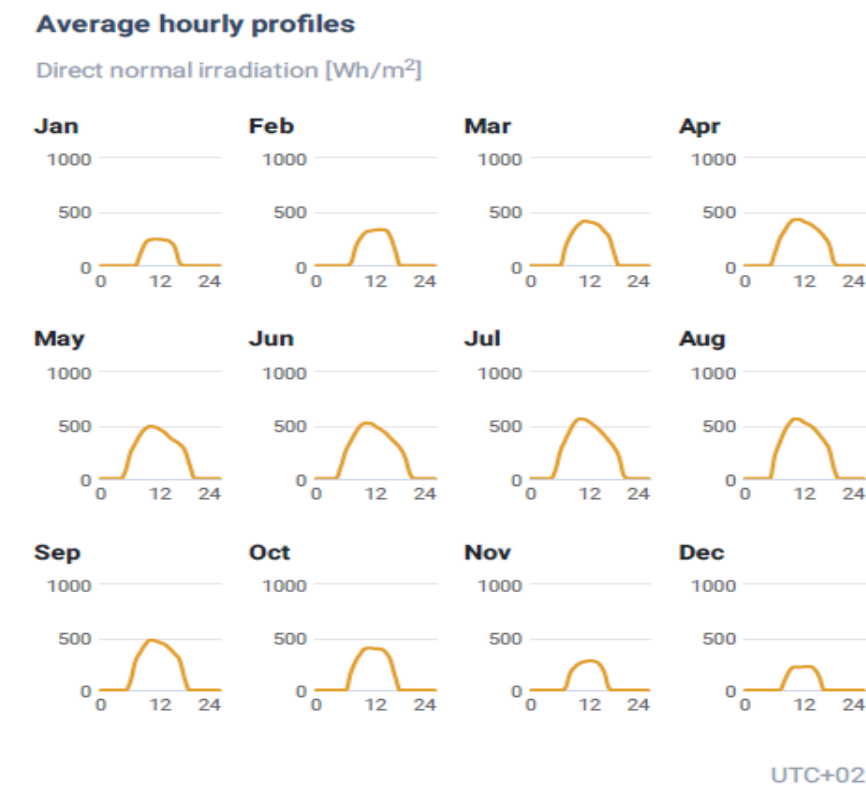 Average hourly profiles
Direct normal irradiation [Wh/m²]
Jan Feb Mar Apr
1000 1000 1000 1000
500 500 500 500
0 0 0 0
0 12 24 0 12 24 0 12 24 0 12 24
May Jun Jul Aug
1000 1000 1000 1000
500 500 500 500
0 0 0 0
0 12 24 0 12 24 0 12 24 0 12 24
Sep Oct Nov Dec
1000 1000 1000 1000
500 500 500 500
0 0 0 0
0 12 24 0 12 24 0 12 24 0 12 24
UTC+02